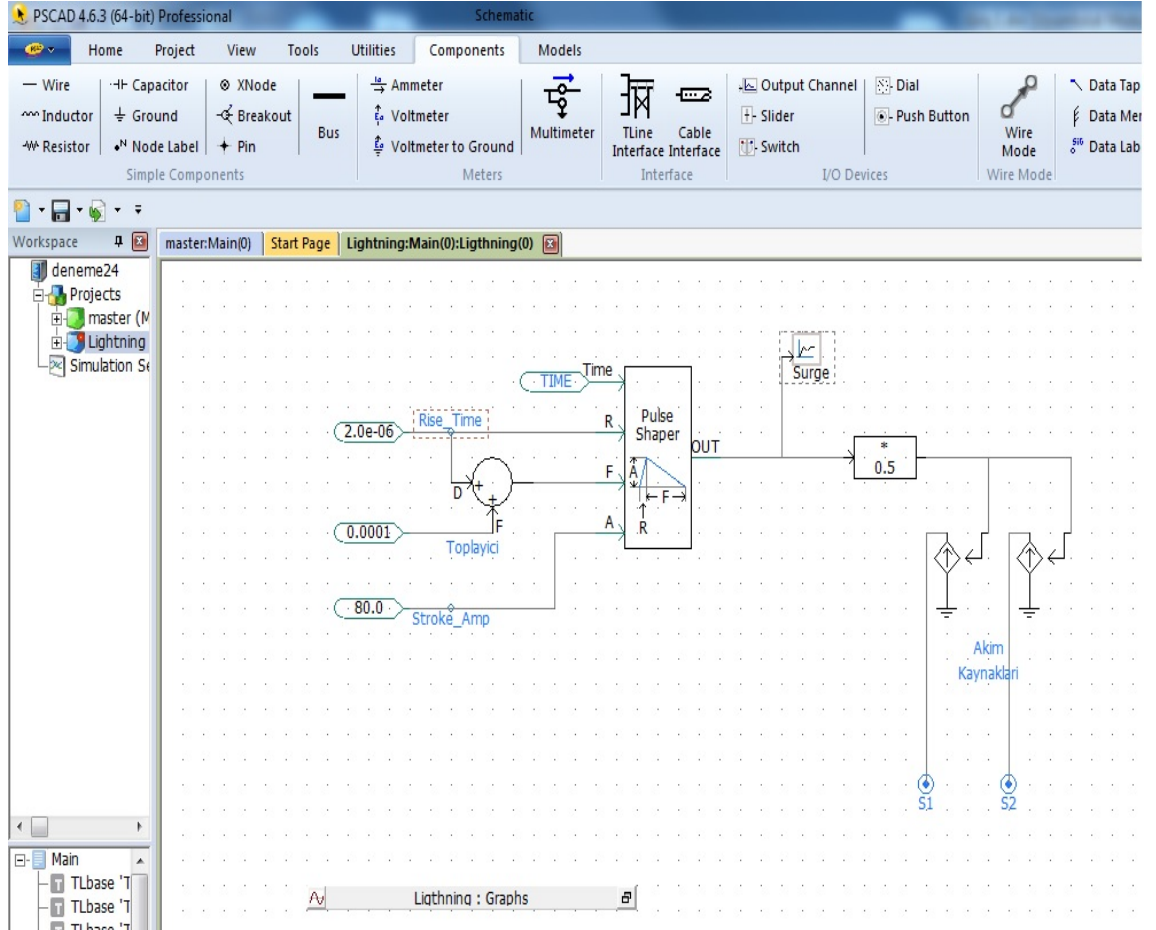 PSCAD 4.6.3 (64-bit) Professional
Schematic
Home Project View Tools Utilities Components Models
Wire
Inductor
Resistor
Capacitor
Ground
Node Label
XNode
Breakout
Pin
Bus
Simple Components
Ammeter
Voltmeter
Voltmeter to Ground
Multimeter
Meters
TLine
Interface
Cable
Interface
Interface
Output Channel
Slider
Switch
Dial
Push Button
I/O Devices
Wire
Mode
Wire Mode
Data Tap
Data Mer
Data Lab
Workspace
master:Main(0) Start Page Lightning:Main(0):Ligthning(0)
deneme24
Projects
master (M
Lightning
Simulation Se
Main
TLbase 'T
TLbase 'T
TLbase 'T
Surge
TIME
Time
2.0e-06
Rise_Time
R
Pulse
Shaper
OUT
*
0.5
D
+
+
F
F
A
F
R
0.0001
Toplayici
A
80.0
Stroke_Amp
Akim
Kaynaklari
S1
S2
Ligthning : Graphs